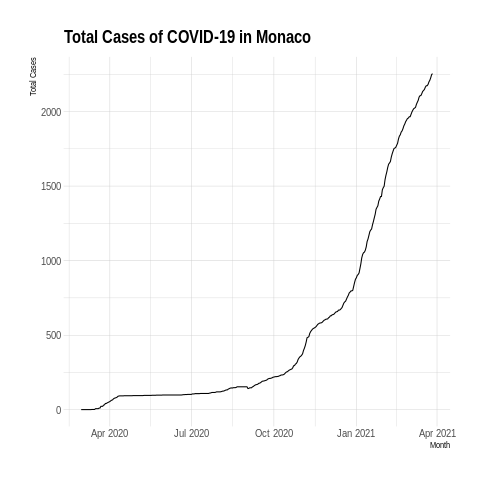 Total Cases of COVID-19 in Monaco
Total Cases
2000
1500
1000
500
0
Apr 2020 Jul 2020 Oct 2020 Jan 2021 Apr 2021
Month